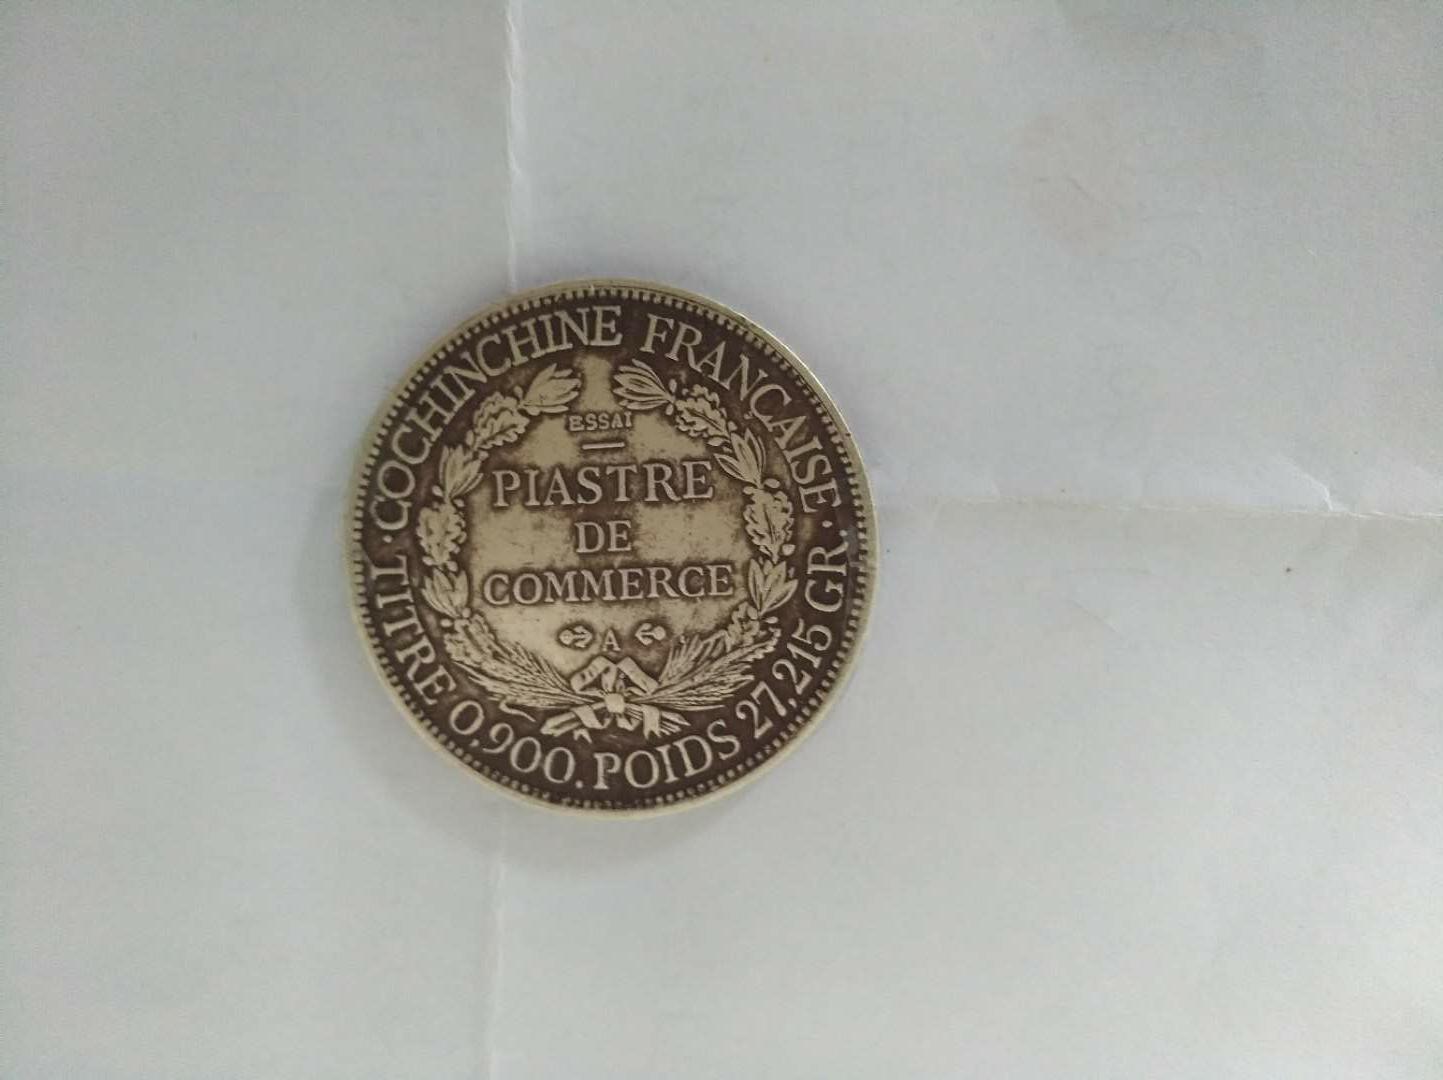 COCHINCHINE FRANÇAISE
ESSAI
PIASTRE
DE
COMMERCE
A
TITRE 0.900. POIDS 27,215 GR.